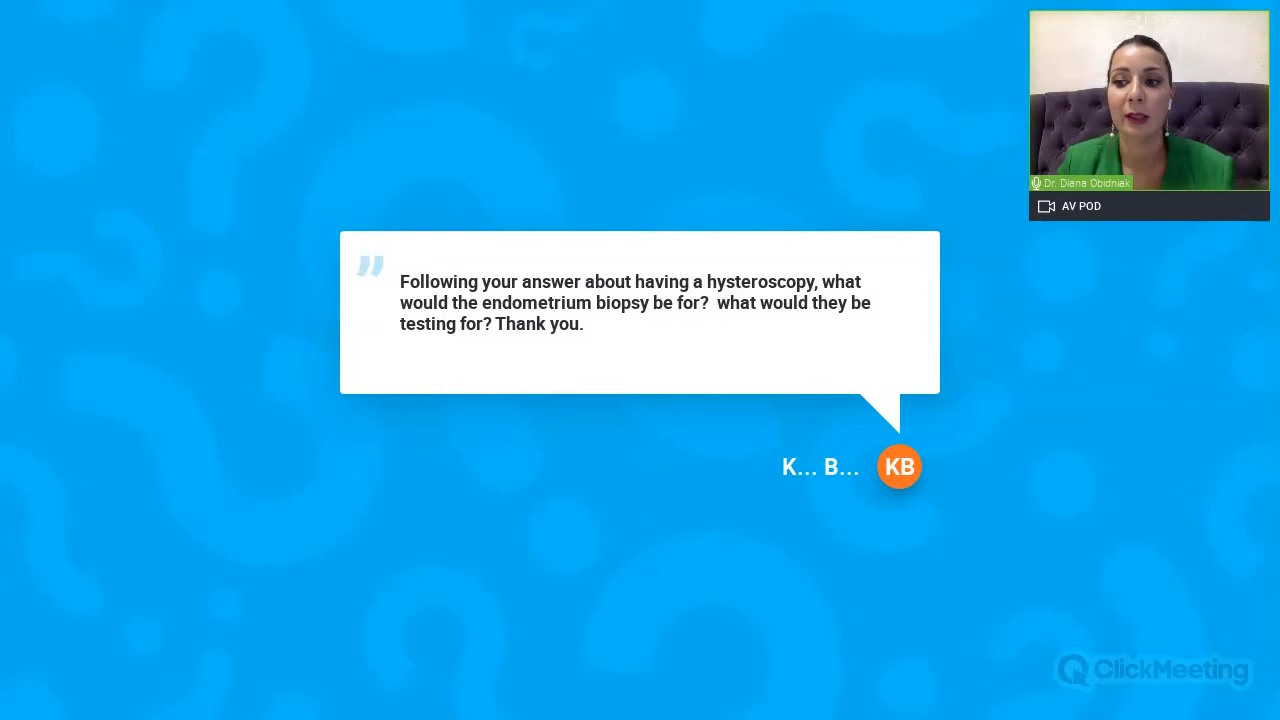 Dr. Diana Obidniak
AV POD
”
Following your answer about having a hysteroscopy, what
would the endometrium biopsy be for?  what would they be
testing for? Thank you.
K... B...
KB
ClickMeeting